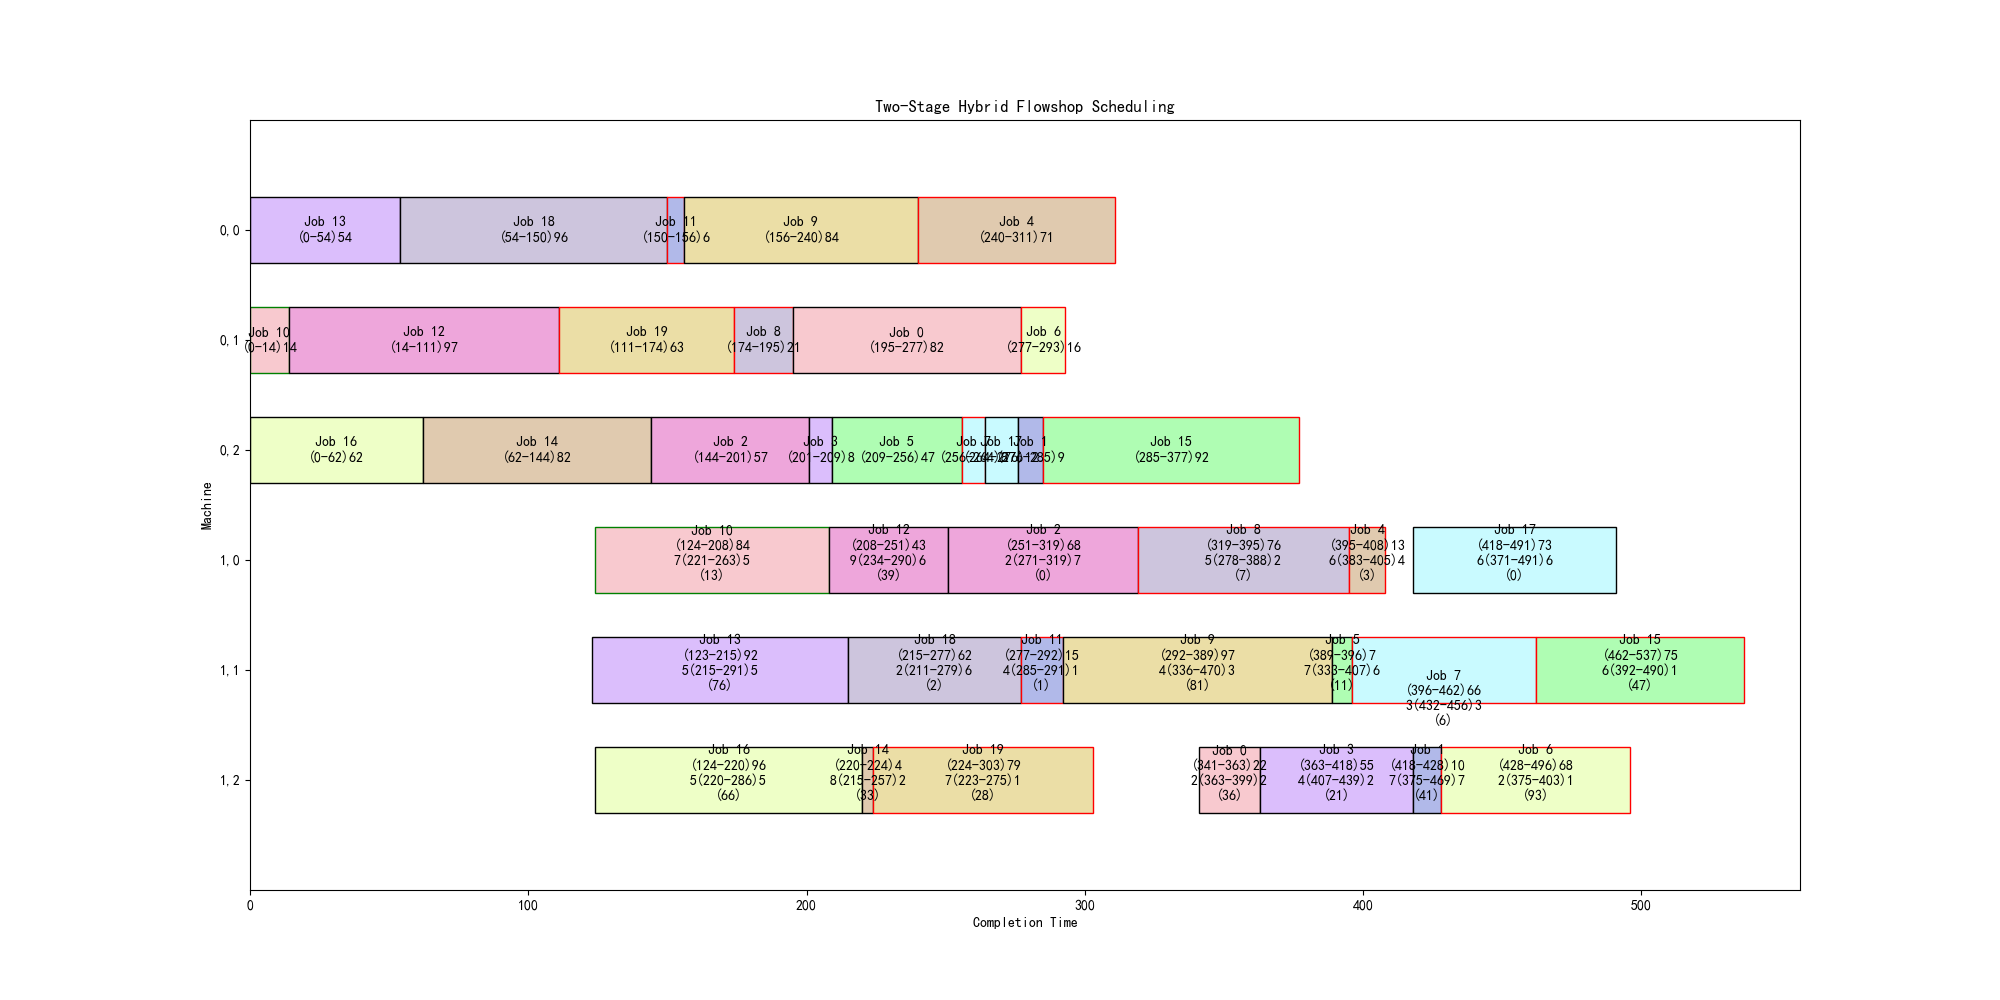 Two-Stage Hybrid Flowshop Scheduling
0,0
Job 13
(0-54)54
Job 18
(54-150)96
Job 11
(150-156)6
Job 9
(156-240)84
Job 4
(240-311)71
0,1
Job 10
(0-14)14
Job 12
(14-111)97
Job 19
(111-174)63
Job 8
(174-195)21
Job 0
(195-277)82
Job 6
(277-293)16
0,2
Job 16
(0-62)62
Job 14
(62-144)82
Job 2
(144-201)57
Job 3
(201-209)8
Job 5
(209-256)47
Job 7
Job 17
Job 1
Job 15
(285-377)92
1,0
Job 10
(124-208)84
7(221-263)5
(13)
Job 12
(208-251)43
9(234-290)6
(39)
Job 2
(251-319)68
2(271-319)7
(0)
Job 8
(319-395)76
5(278-388)2
(7)
Job 4
(395-408)13
6(383-405)4
(3)
Job 17
(418-491)73
6(371-491)6
(0)
1,1
Job 13
(123-215)92
5(215-291)5
(76)
Job 18
(215-277)62
2(211-279)6
(2)
Job 11
(277-292)15
4(285-291)1
(1)
Job 9
(292-389)97
4(336-470)3
(81)
Job 5
(389-396)7
7(333-407)6
(11)
Job 7
(396-462)66
3(432-456)3
(6)
Job 15
(462-537)75
6(392-490)1
(47)
1,2
Job 16
(124-220)96
5(220-286)5
(66)
Job 14
(220-224)4
8(215-257)2
(33)
Job 19
(224-303)79
7(223-275)1
(28)
Job 0
(341-363)22
2(363-399)2
(36)
Job 3
(363-418)55
4(407-439)2
(21)
Job 1
(418-428)10
7(375-469)7
(41)
Job 6
(428-496)68
2(375-403)1
(93)
Machine
0
100
200
300
400
500
Completion Time